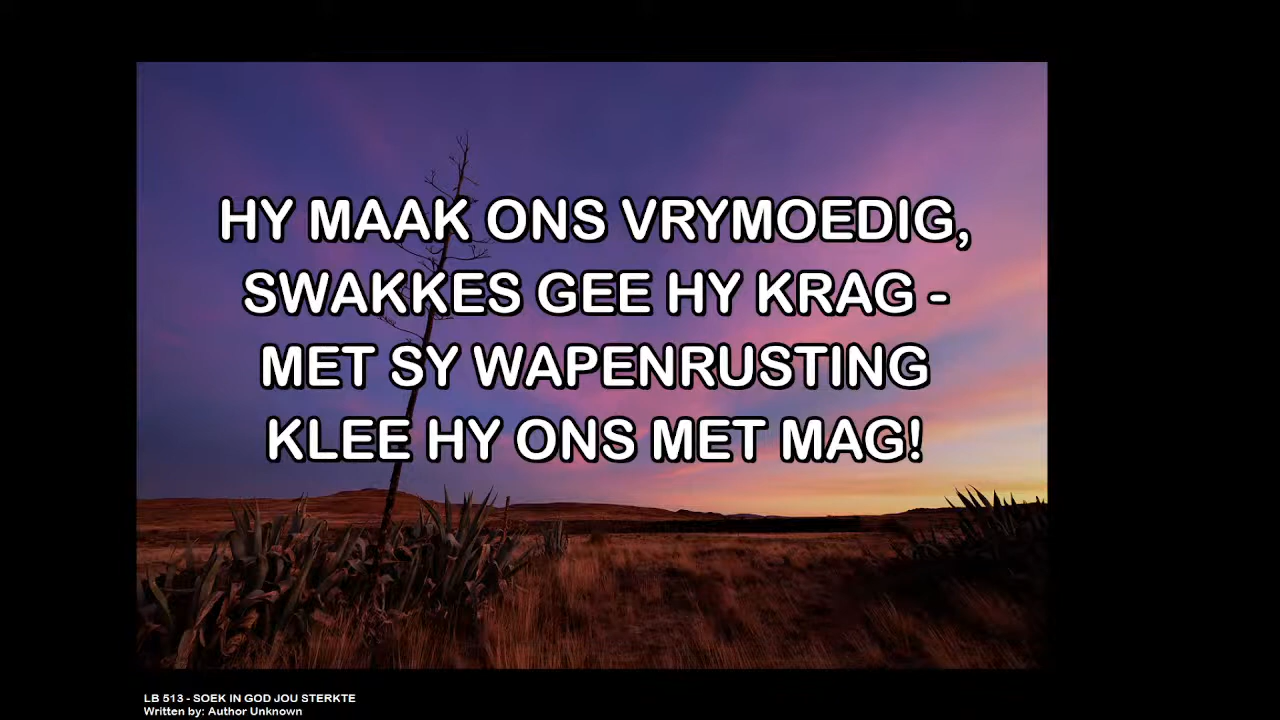 HY MAAK ONS VRYMOEDIG,
SWAKKES GEE HY KRAG -
MET SY WAPENRUSTING
KLEE HY ONS MET MAG!
LB 513 - SOEK IN GOD JOU STERKTE
Written by: Author Unknown